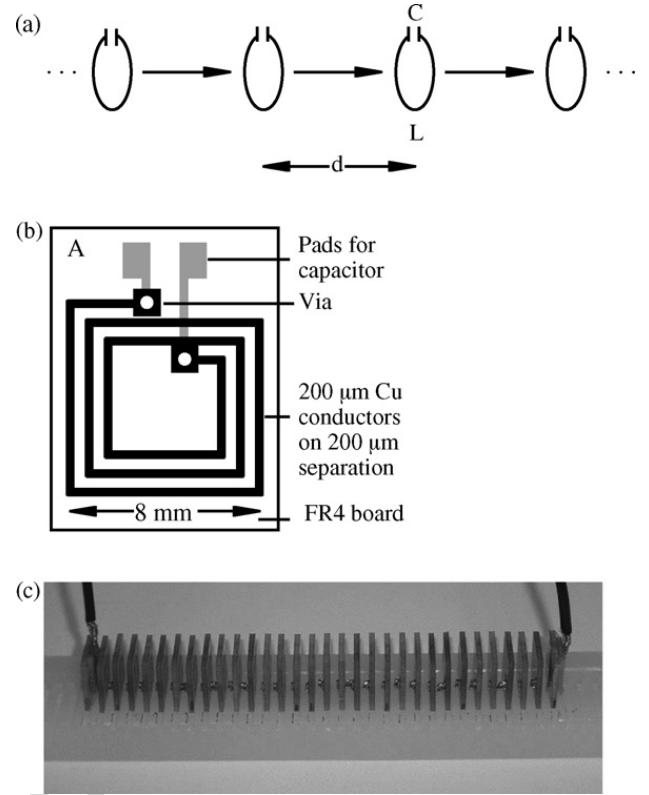 (a)
C
. . .
. . .
L
d
(b)
A
Pads for
capacitor
Via
200 μm Cu
conductors
on 200 μm
separation
8 mm
FR4 board
(c)